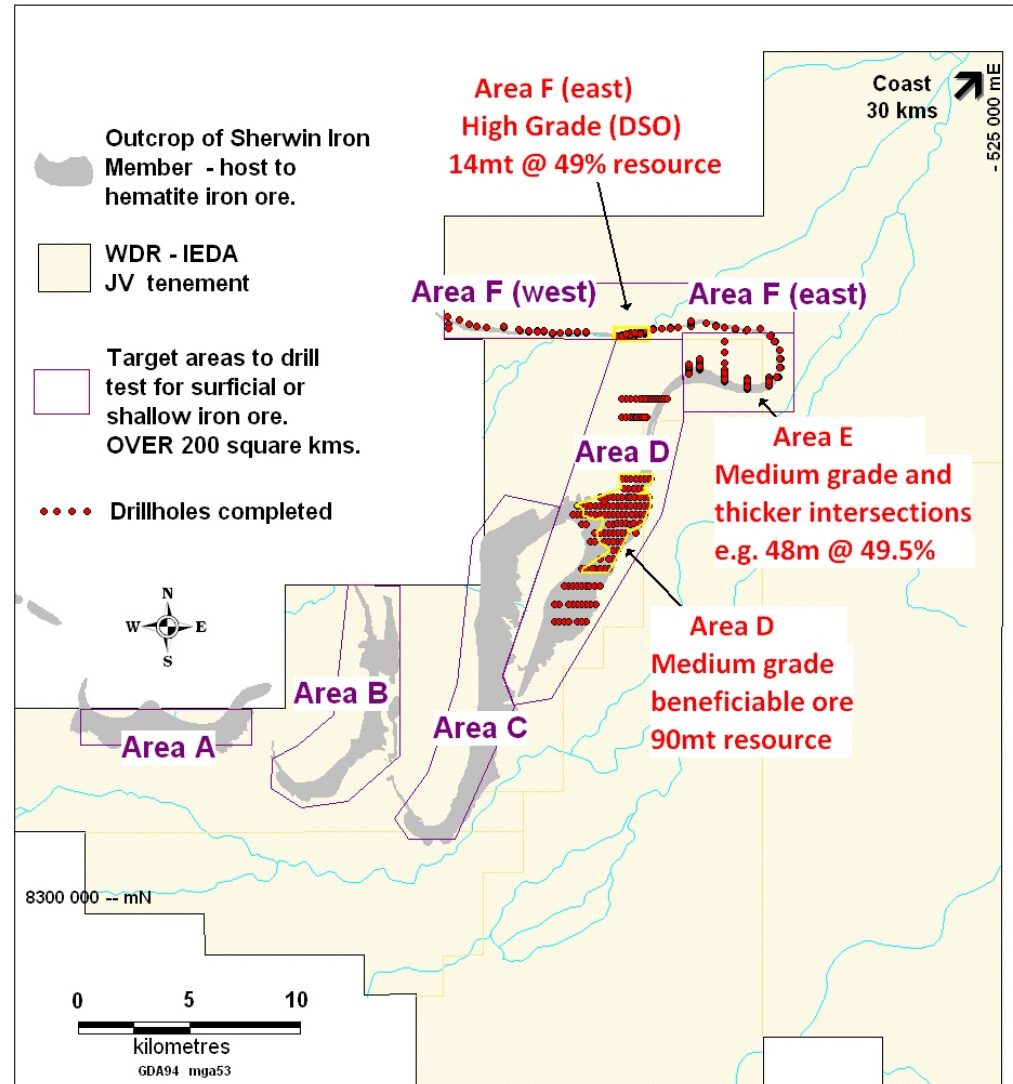 Outcrop of Sherwin Iron
Member - host to
hematite iron ore.
WDR - IEDA
JV tenement
Target areas to drill
test for surficial or
shallow iron ore.
OVER 200 square kms.
Drillholes completed
Area F (east)
High Grade (DSO)
14mt @ 49% resource
Coast
30 kms
- 525 000 mE
Area F (west)
Area F (east)
Area D
Area E
Medium grade and
thicker intersections
e.g. 48m @ 49.5%
Area D
Medium grade
beneficiable ore
90mt resource
N
W
E
S
Area B
Area C
Area A
8300 000 -- mN
0 5 10
kilometres
GDA94 mga53